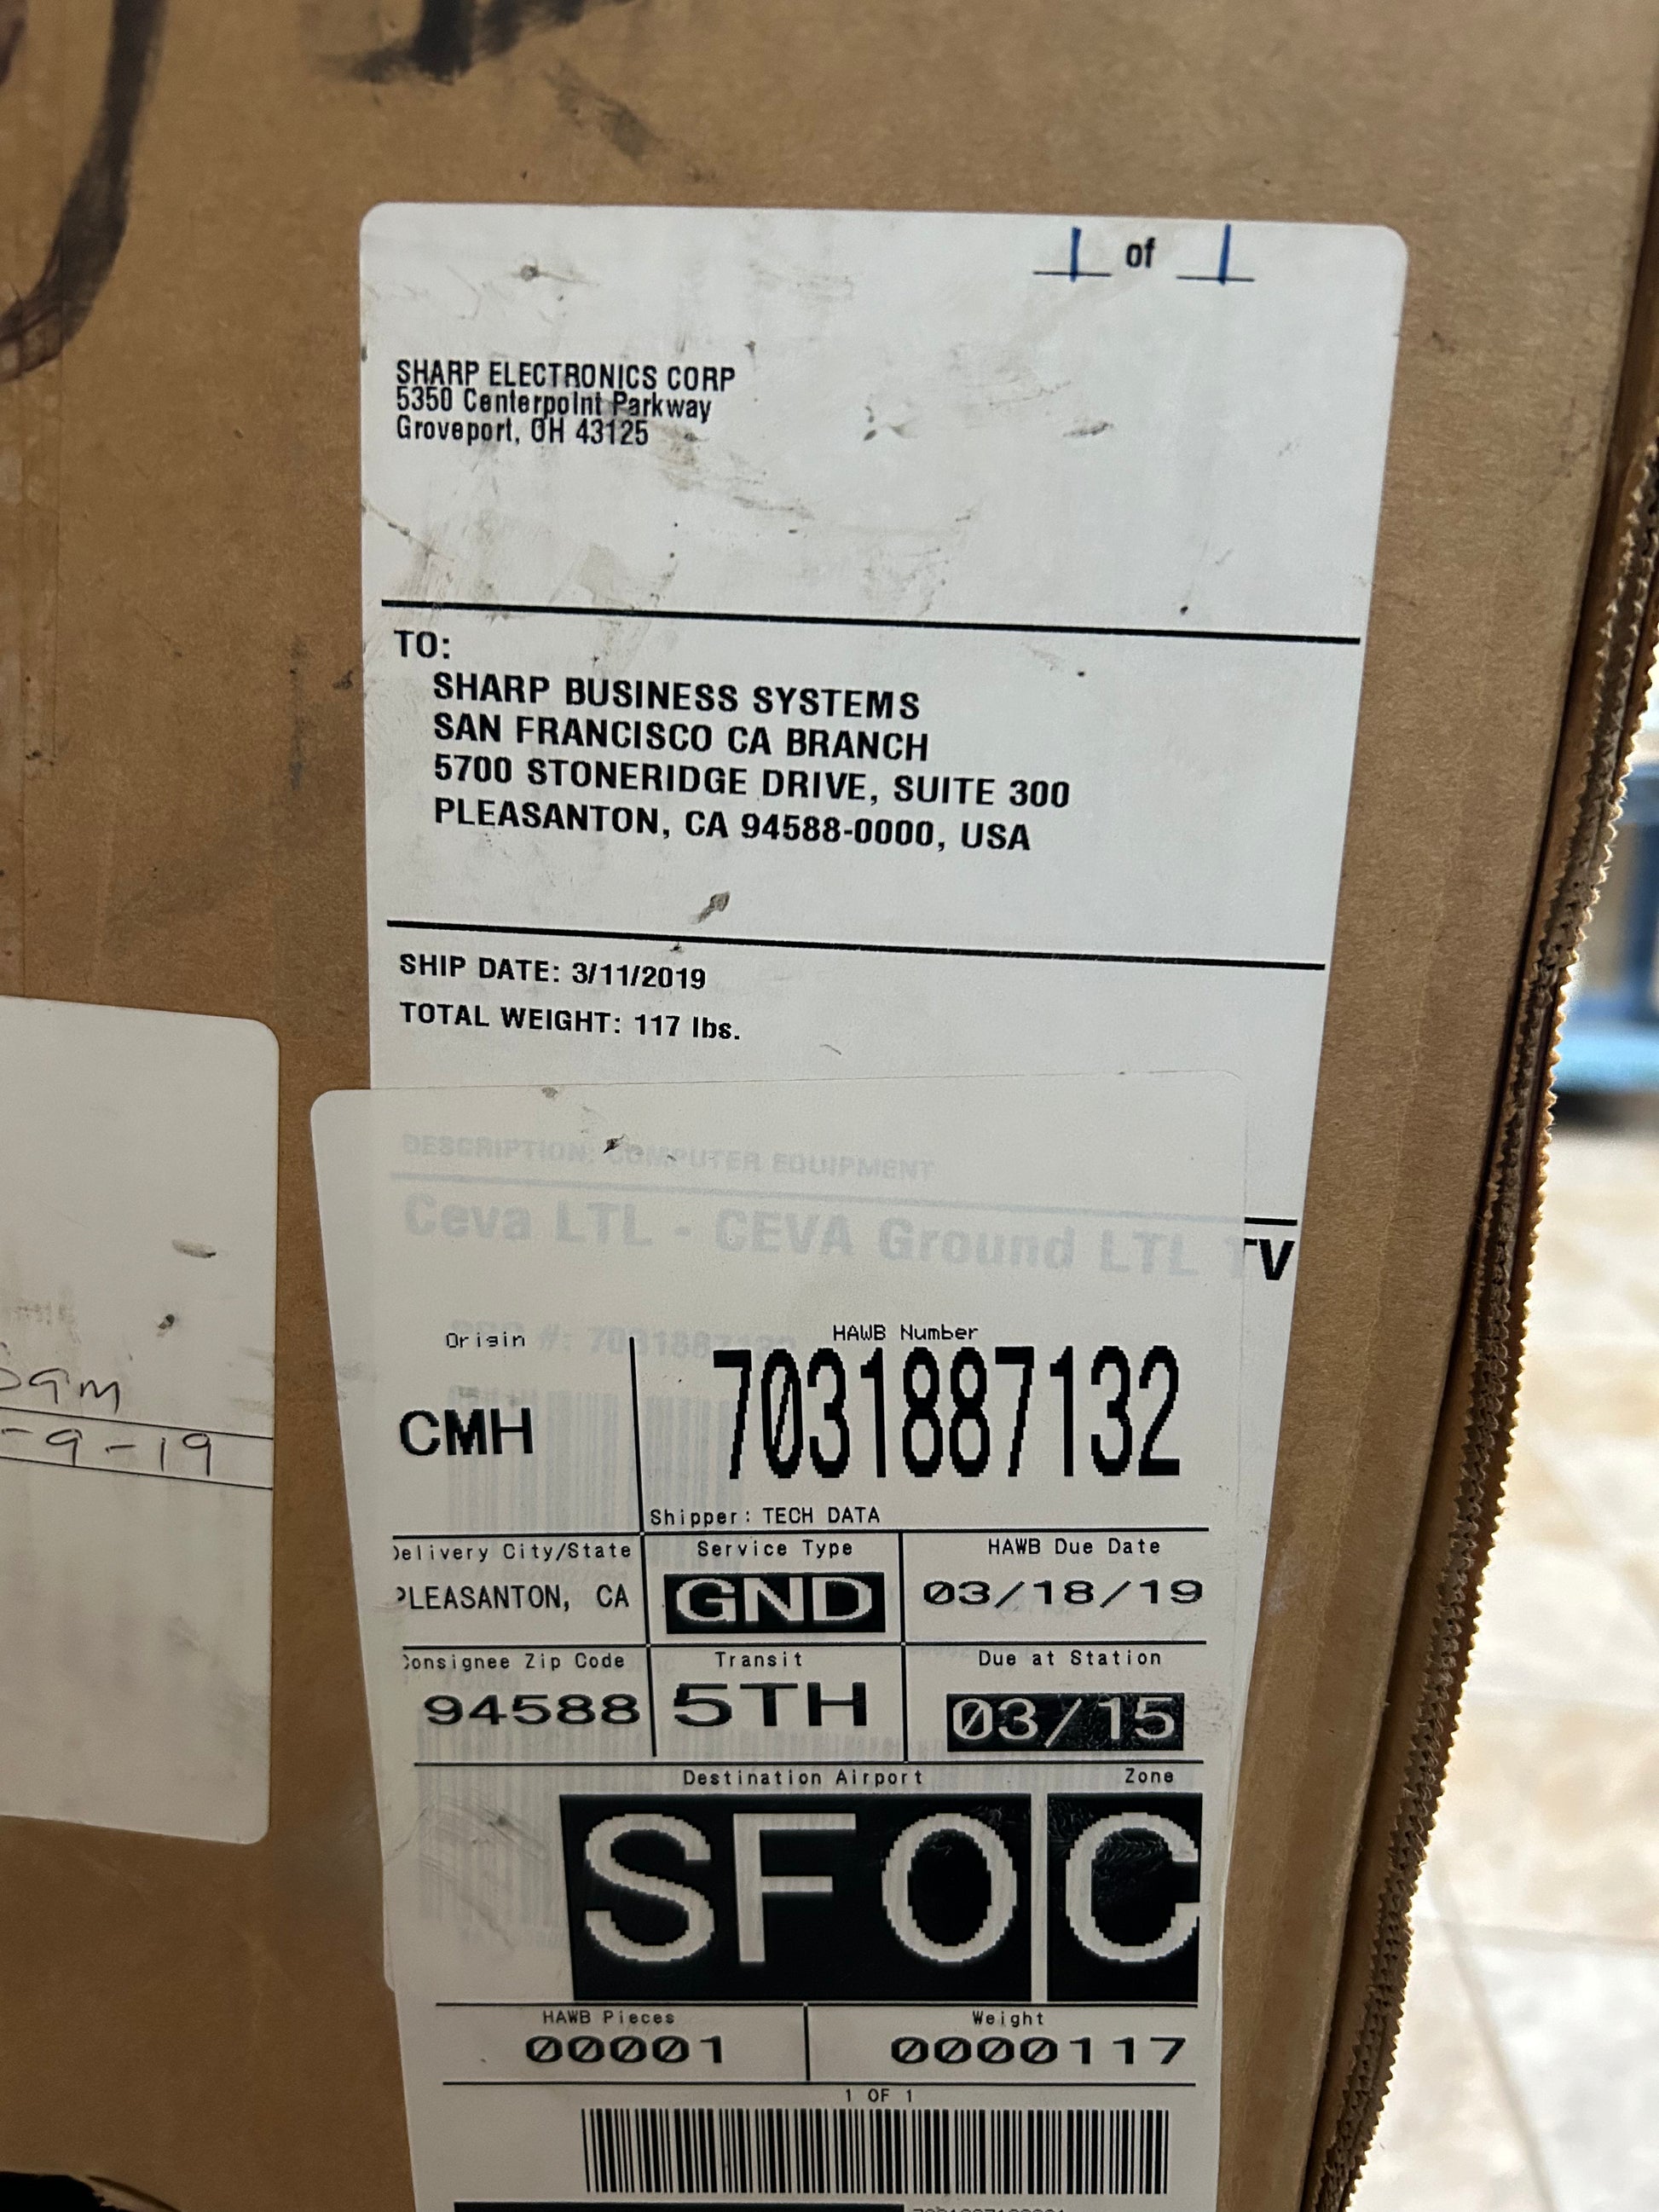 1 of 1
SHARP ELECTRONICS CORP
5350 Centerpoint Parkway
Groveport, OH 43125
TO:
SHARP BUSINESS SYSTEMS
SAN FRANCISCO CA BRANCH
5700 STONERIDGE DRIVE, SUITE 300
PLEASANTON, CA 94588-0000, USA
SHIP DATE: 3/11/2019
TOTAL WEIGHT: 117 lbs.
DESCRIPTION: COMPUTER EQUIPMENT
Ceva LTL - CEVA Ground LTL TV
#: 7031887132
Origin
HAWB Number
CMH
7031887132
Shipper: TECH DATA
Delivery City/State
Service Type
HAWB Due Date
PLEASANTON, CA
GND
03/18/19
Consignee Zip Code
Transit
Due at Station
94588
5TH
03/15
Destination Airport
Zone
SFO
C
HAWB Pieces
Weight
00001
0000117
1 OF 1
-9-19